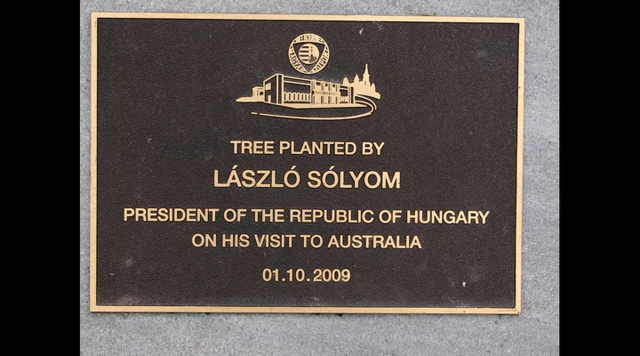 TREE PLANTED BY
LÁSZLÓ SÓLYOM
PRESIDENT OF THE REPUBLIC OF HUNGARY
ON HIS VISIT TO AUSTRALIA
01.10.2009